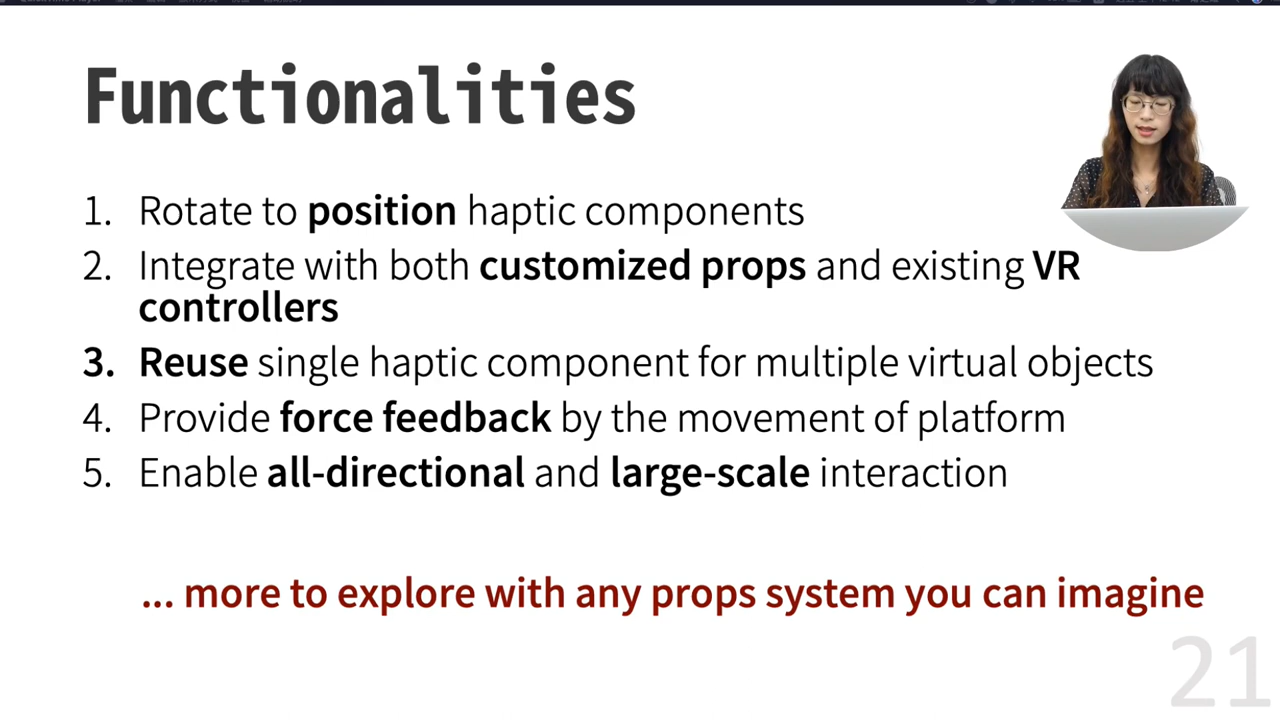 Functionalities
1. Rotate to position haptic components
2. Integrate with both customized props and existing VR
controllers
3. Reuse single haptic component for multiple virtual objects
4. Provide force feedback by the movement of platform
5. Enable all-directional and large-scale interaction
... more to explore with any props system you can imagine
21